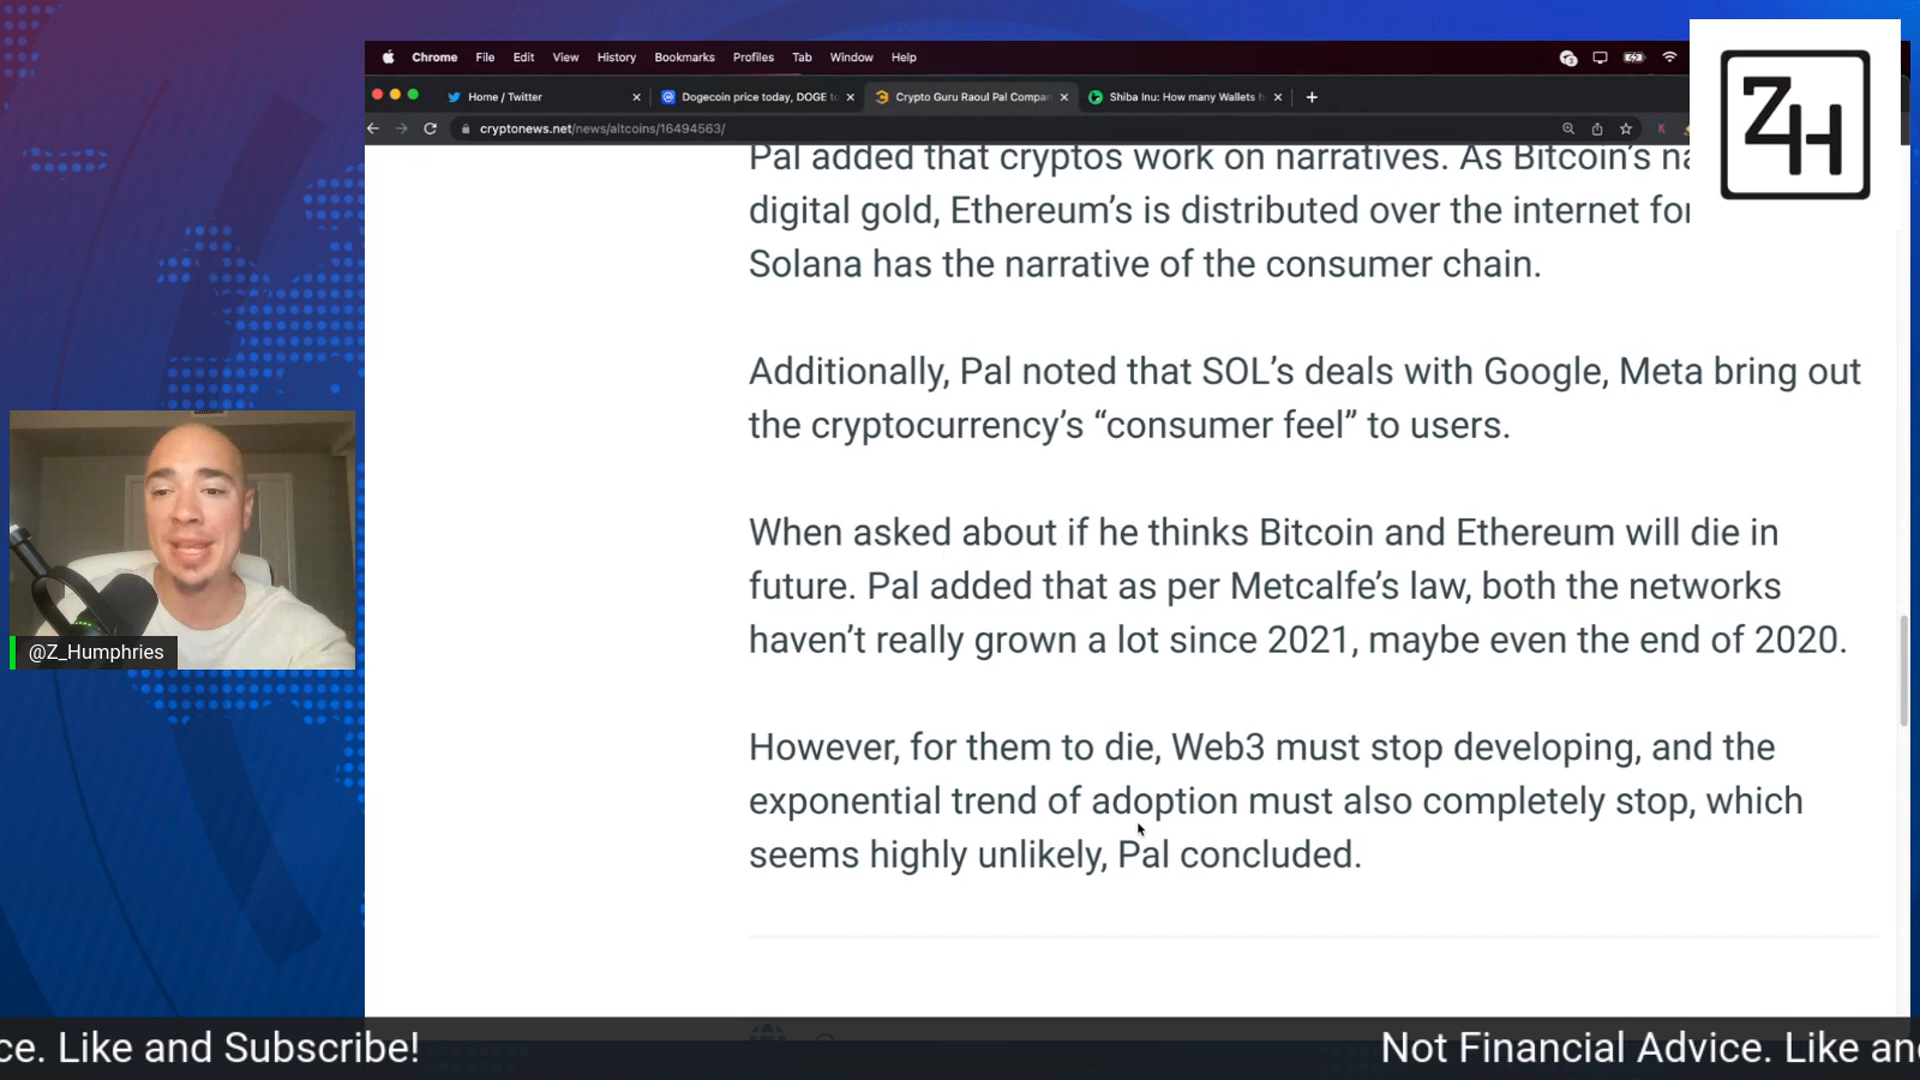 Chrome File Edit View History Bookmarks Profiles Tab Window Help
Home / Twitter
Dogecoin price today, DOGE to
Crypto Guru Raoul Pal Compar
Shiba Inu: How many Wallets h
cryptonews.net/news/altcoins/16494563/
ZH
Pal added that cryptos work on narratives. As Bitcoin's na
digital gold, Ethereum's is distributed over the internet for
Solana has the narrative of the consumer chain.
Additionally, Pal noted that SOL's deals with Google, Meta bring out
the cryptocurrency's “consumer feel” to users.
When asked about if he thinks Bitcoin and Ethereum will die in
future. Pal added that as per Metcalfe's law, both the networks
haven't really grown a lot since 2021, maybe even the end of 2020.
However, for them to die, Web3 must stop developing, and the
exponential trend of adoption must also completely stop, which
seems highly unlikely, Pal concluded.
@Z_Humphries
ce. Like and Subscribe!
Not Financial Advice. Like an